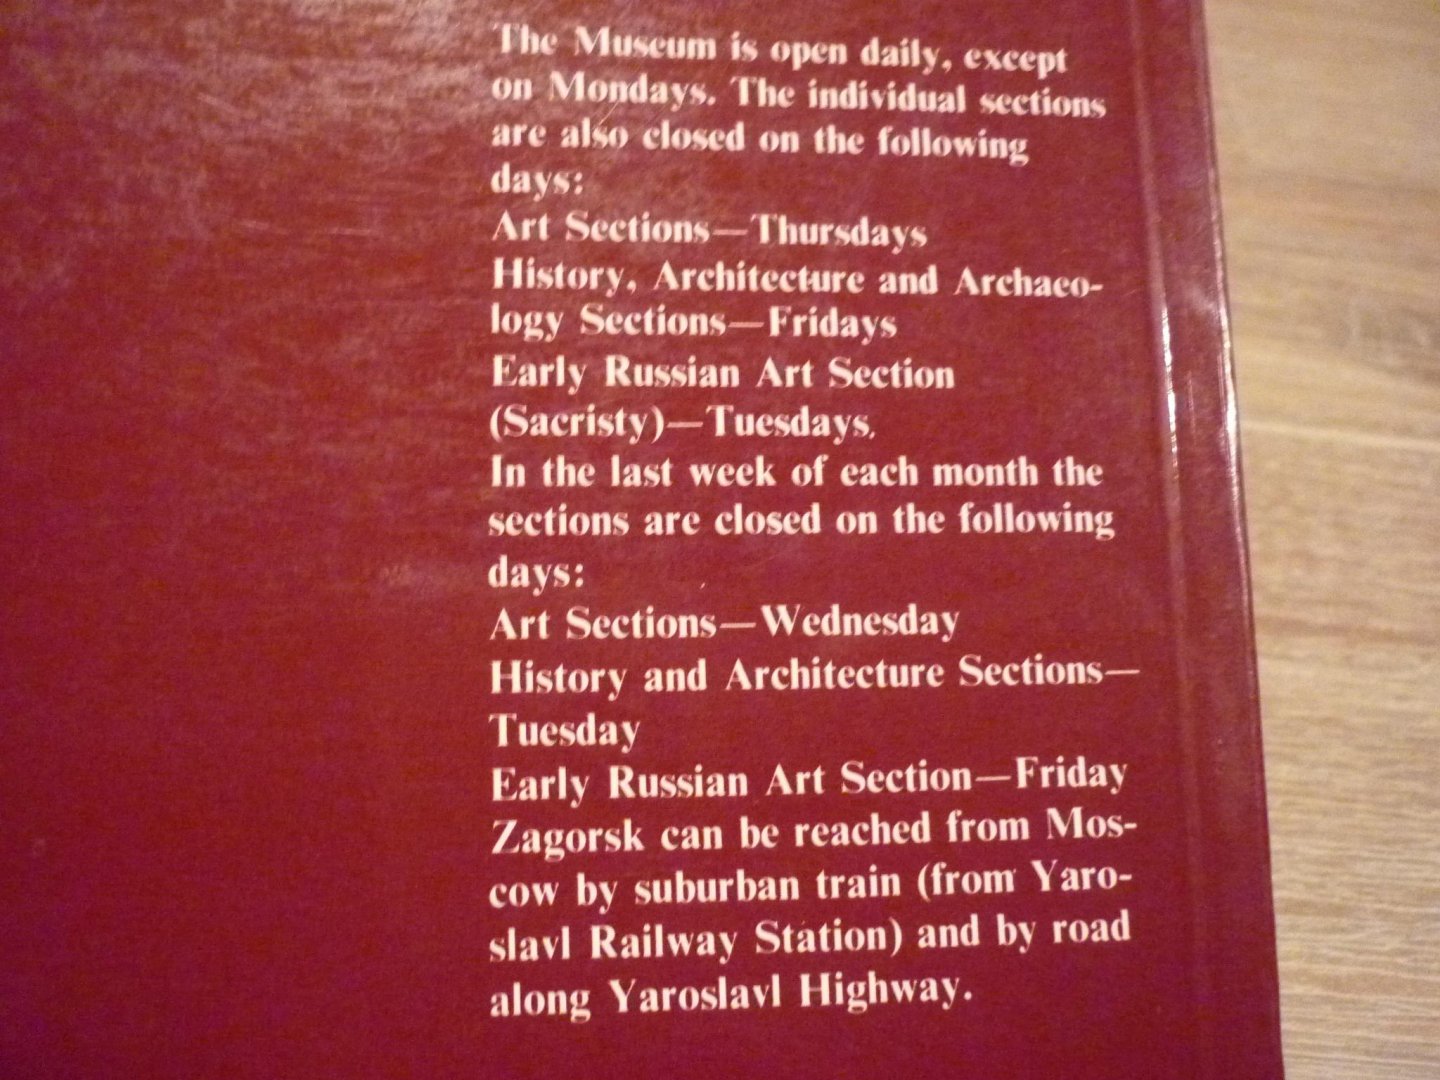 The Museum is open daily, except
on Mondays. The individual sections
are also closed on the following
days:
Art Sections—Thursdays
History, Architecture and Archaeo-
logy Sections—Fridays
Early Russian Art Section
(Sacristy)—Tuesdays.
In the last week of each month the
sections are closed on the following
days:
Art Sections—Wednesday
History and Architecture Sections—
Tuesday
Early Russian Art Section—Friday
Zagorsk can be reached from Mos-
cow by suburban train (from Yaro-
slavl Railway Station) and by road
along Yaroslavl Highway.